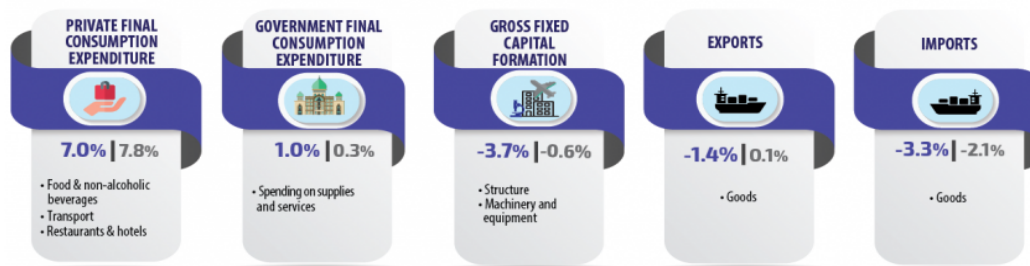 PRIVATE FINAL
CONSUMPTION
EXPENDITURE
7.0% | 7.8%
• Food & non-alcoholic
beverages
• Transport
• Restaurants & hotels
GOVERNMENT FINAL
CONSUMPTION
EXPENDITURE
1.0% | 0.3%
• Spending on supplies
and services
GROSS FIXED
CAPITAL
FORMATION
-3.7% | -0.6%
• Structure
• Machinery and
equipment
EXPORTS
-1.4% | 0.1%
• Goods
IMPORTS
-3.3% | -2.1%
• Goods